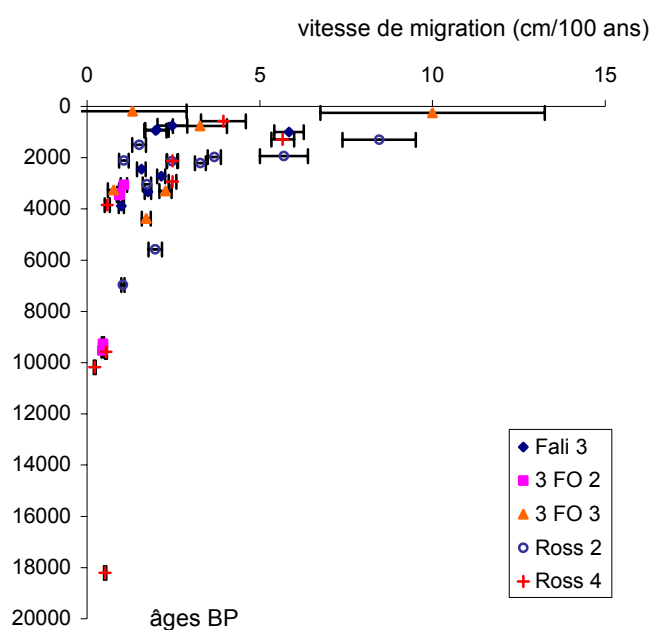 vitesse de migration (cm/100 ans)
0 5 10 15
0
2000
4000
6000
8000
10000
12000
14000
16000
18000
20000
Fali 3
3 FO 2
3 FO 3
Ross 2
Ross 4
âges BP